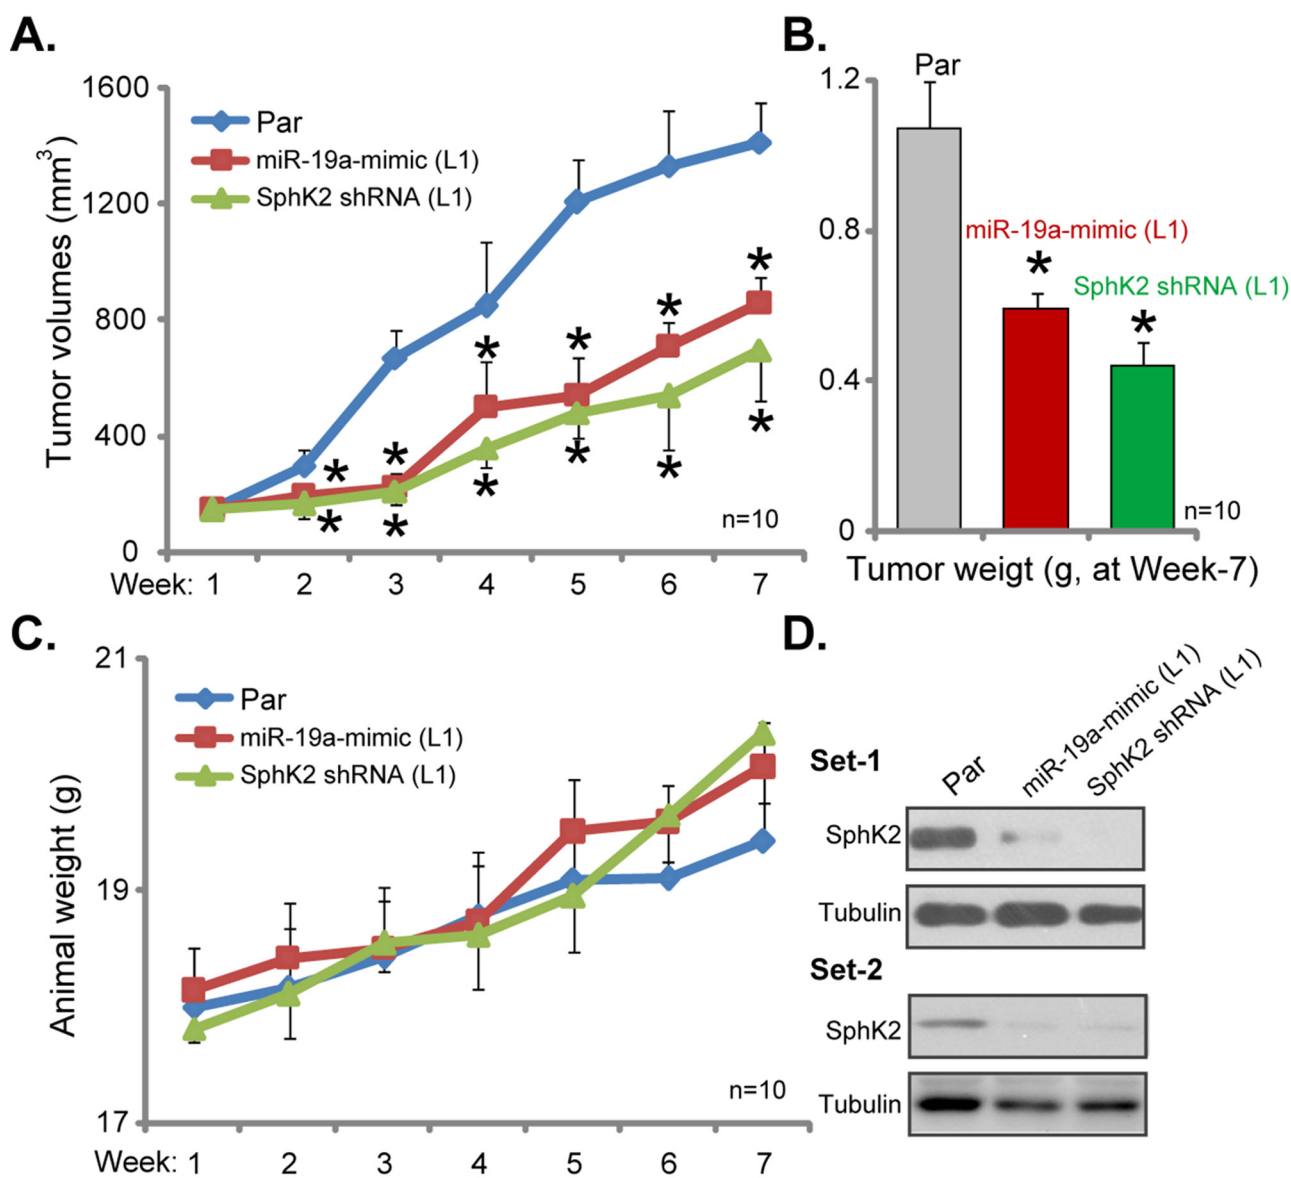 A.
1600
1200
800
400
0
Tumor volumes (mm³)
Par
miR-19a-mimic (L1)
SphK2 shRNA (L1)
*
*
*
*
*
*
*
*
*
*
*
*
n=10
Week: 1 2 3 4 5 6 7
B.
1.2
0.8
0.4
0
Par
miR-19a-mimic (L1)
*
SphK2 shRNA (L1)
*
n=10
Tumor weigt (g, at Week-7)
C.
21
19
17
Animal weight (g)
Par
miR-19a-mimic (L1)
SphK2 shRNA (L1)
n=10
Week: 1 2 3 4 5 6 7
D.
Set-1
Par
miR-19a-mimic (L1)
SphK2 shRNA (L1)
SphK2
Tubulin
Set-2
SphK2
Tubulin